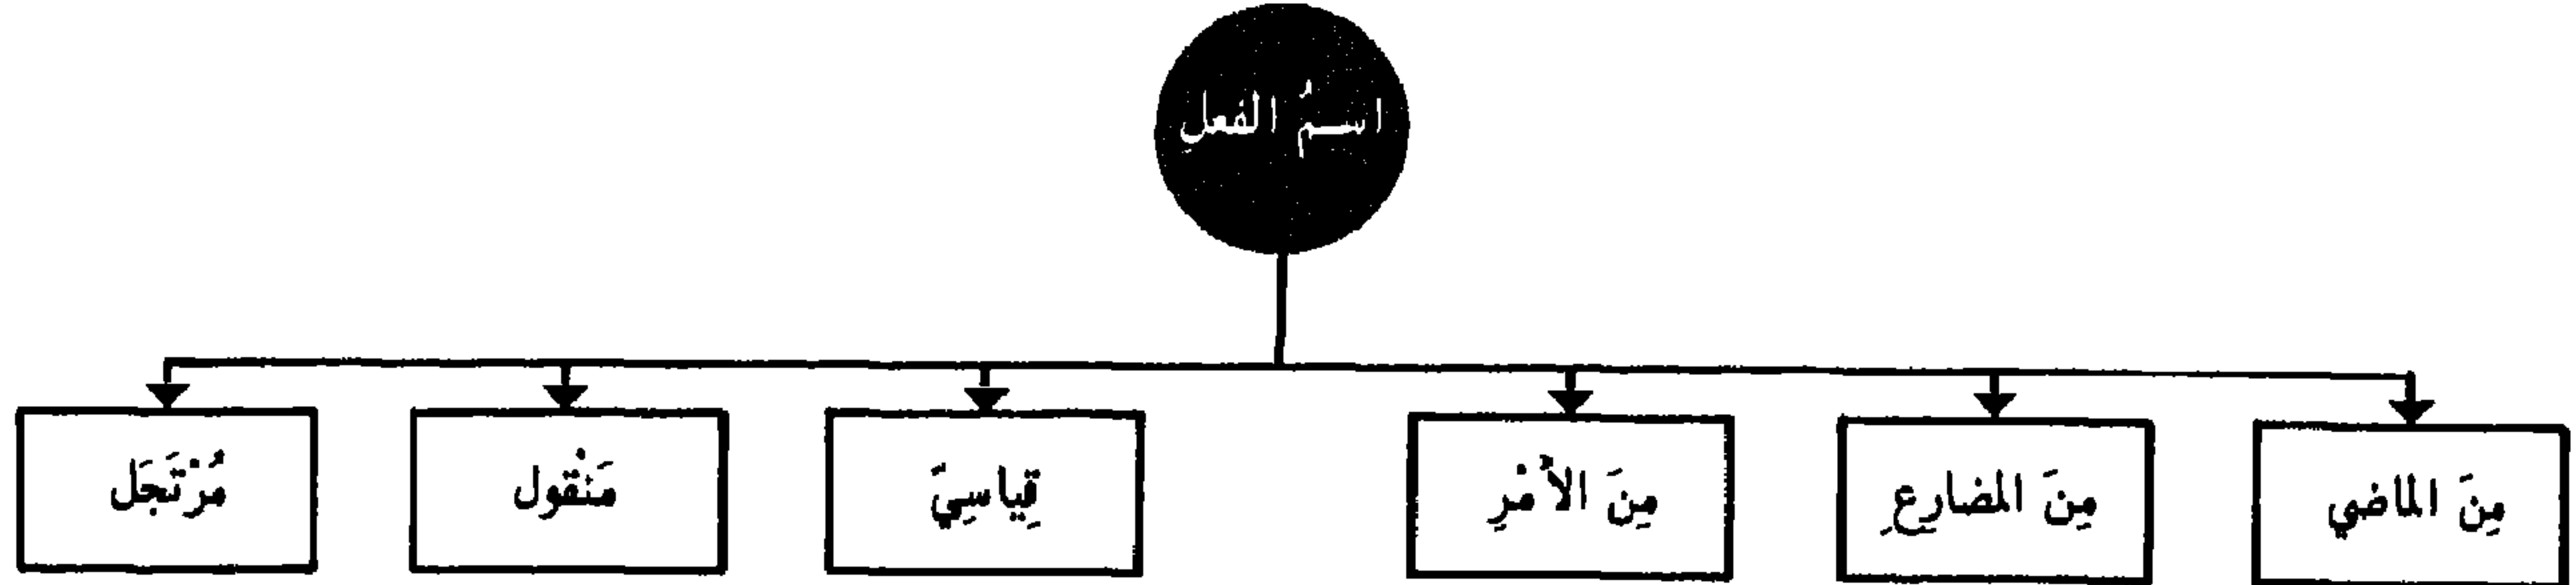 اسمُ الفعلِ
مِنَ الماضي
مِنَ المضارِعِ
مِنَ الأمْرِ
قِياسِيّ
مَنْقول
مُرْتَجَل